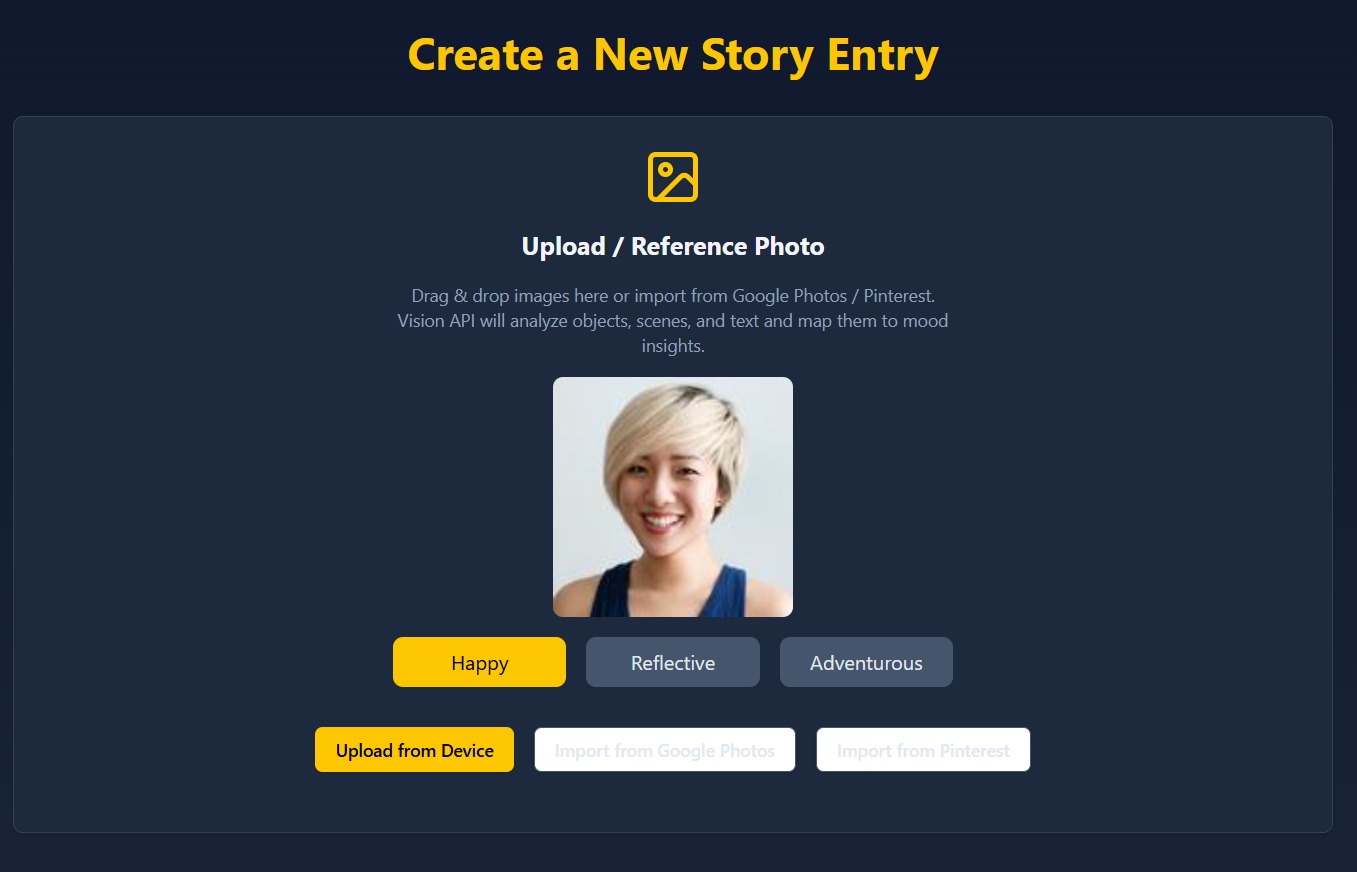 Create a New Story Entry
Upload / Reference Photo
Drag & drop images here or import from Google Photos / Pinterest.
Vision API will analyze objects, scenes, and text and map them to mood
insights.
Happy
Reflective
Adventurous
Upload from Device
Import from Google Photos
Import from Pinterest